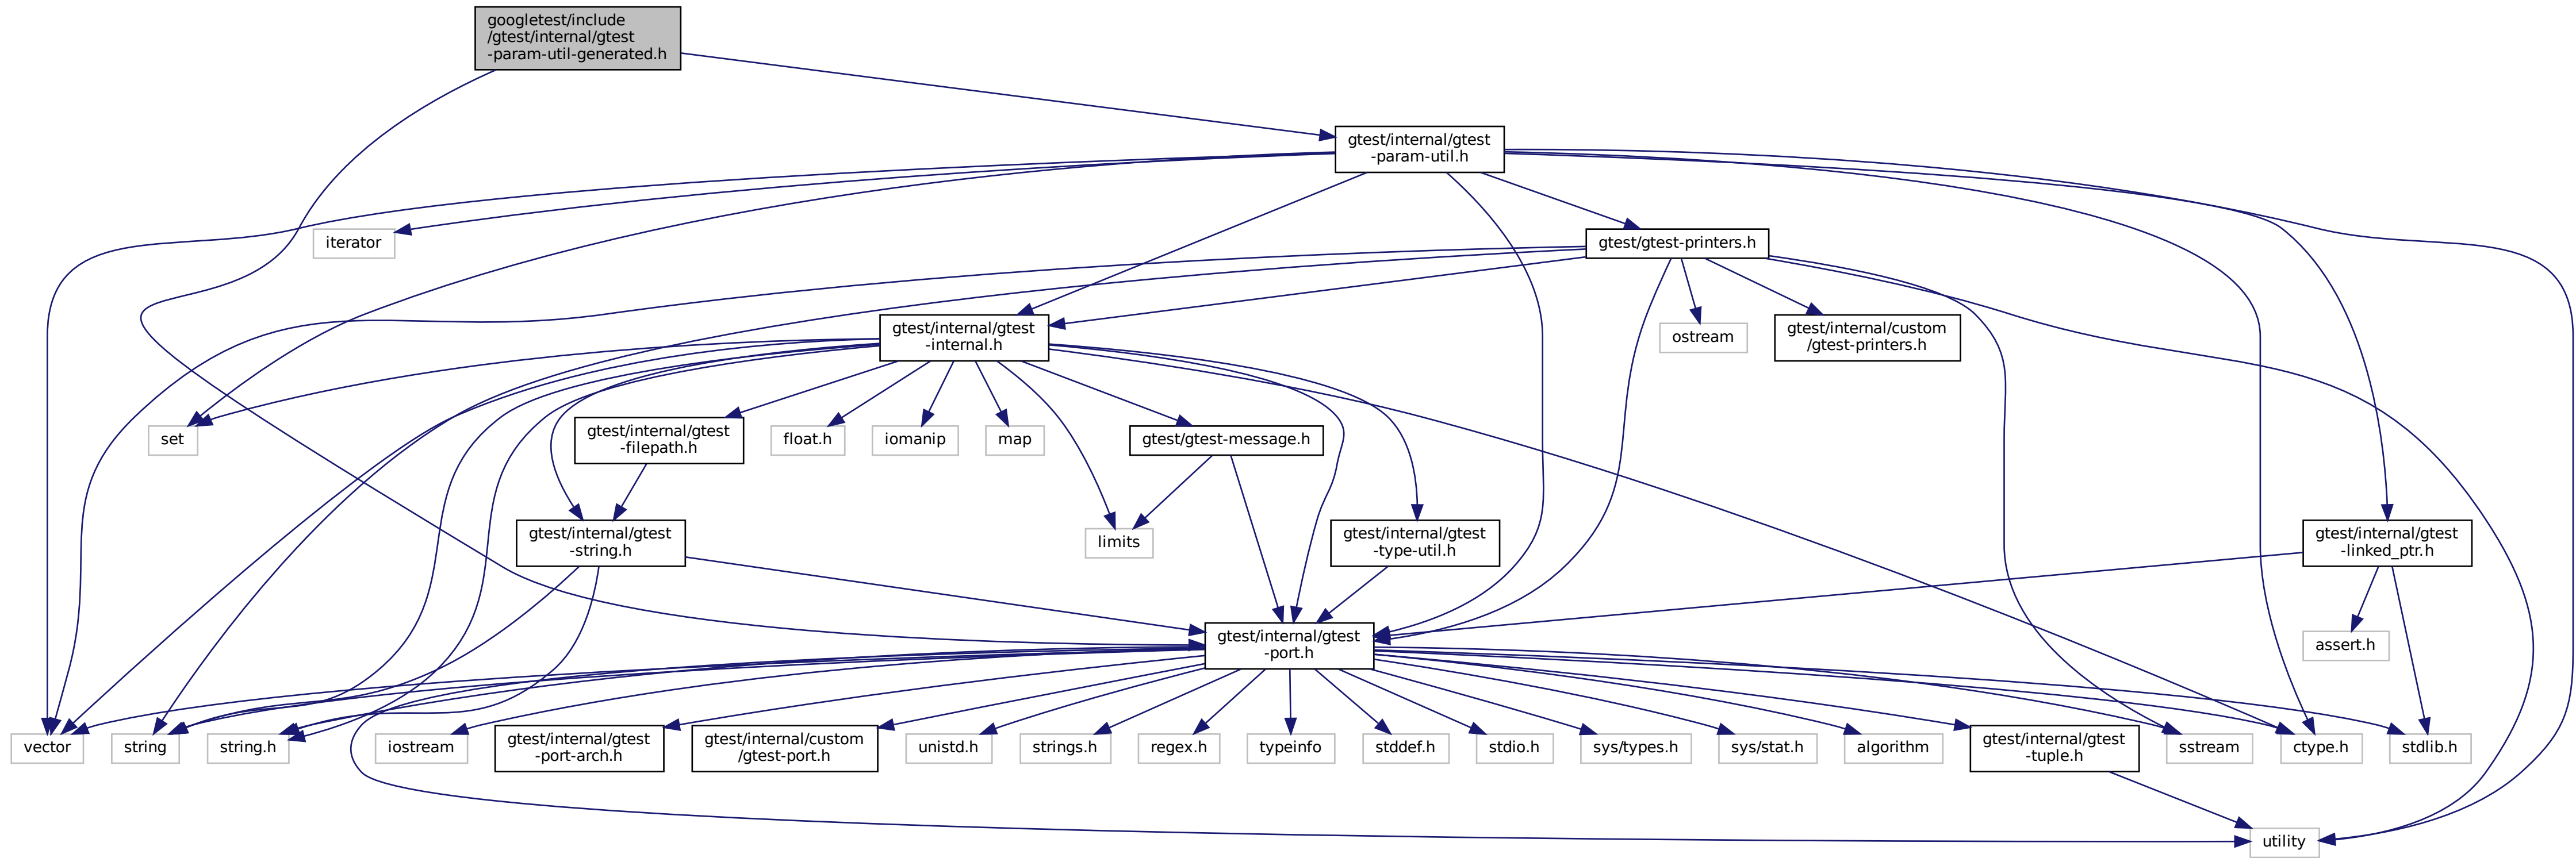 googletest/include
/gtest/internal/gtest
-param-util-generated.h
gtest/internal/gtest
-param-util.h
iterator
gtest/gtest-printers.h
gtest/internal/gtest
-internal.h
ostream
gtest/internal/custom
/gtest-printers.h
set
gtest/internal/gtest
-filepath.h
float.h
iomanip
map
gtest/gtest-message.h
gtest/internal/gtest
-string.h
limits
gtest/internal/gtest
-type-util.h
gtest/internal/gtest
-linked_ptr.h
gtest/internal/gtest
-port.h
assert.h
vector
string
string.h
iostream
gtest/internal/gtest
-port-arch.h
gtest/internal/custom
/gtest-port.h
unistd.h
strings.h
regex.h
typeinfo
stddef.h
stdio.h
sys/types.h
sys/stat.h
algorithm
gtest/internal/gtest
-tuple.h
sstream
ctype.h
stdlib.h
utility